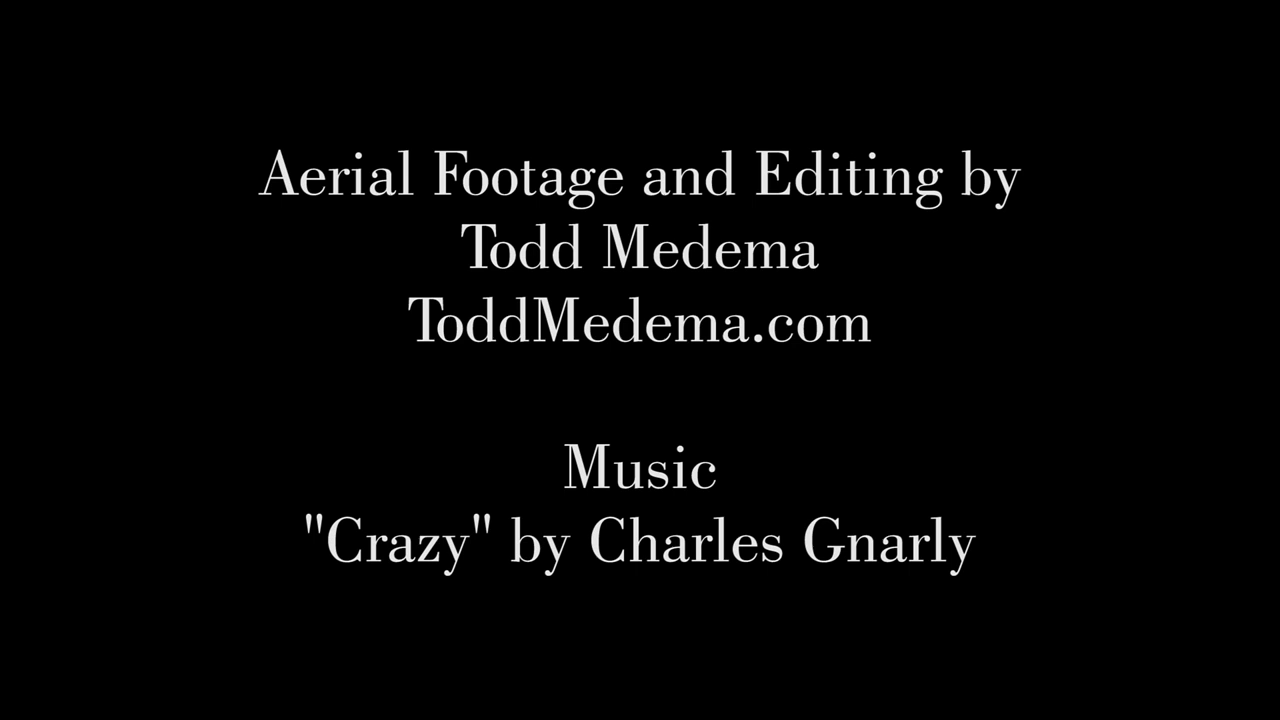 Aerial Footage and Editing by
Todd Medema
ToddMedema.com
Music
"Crazy" by Charles Gnarly